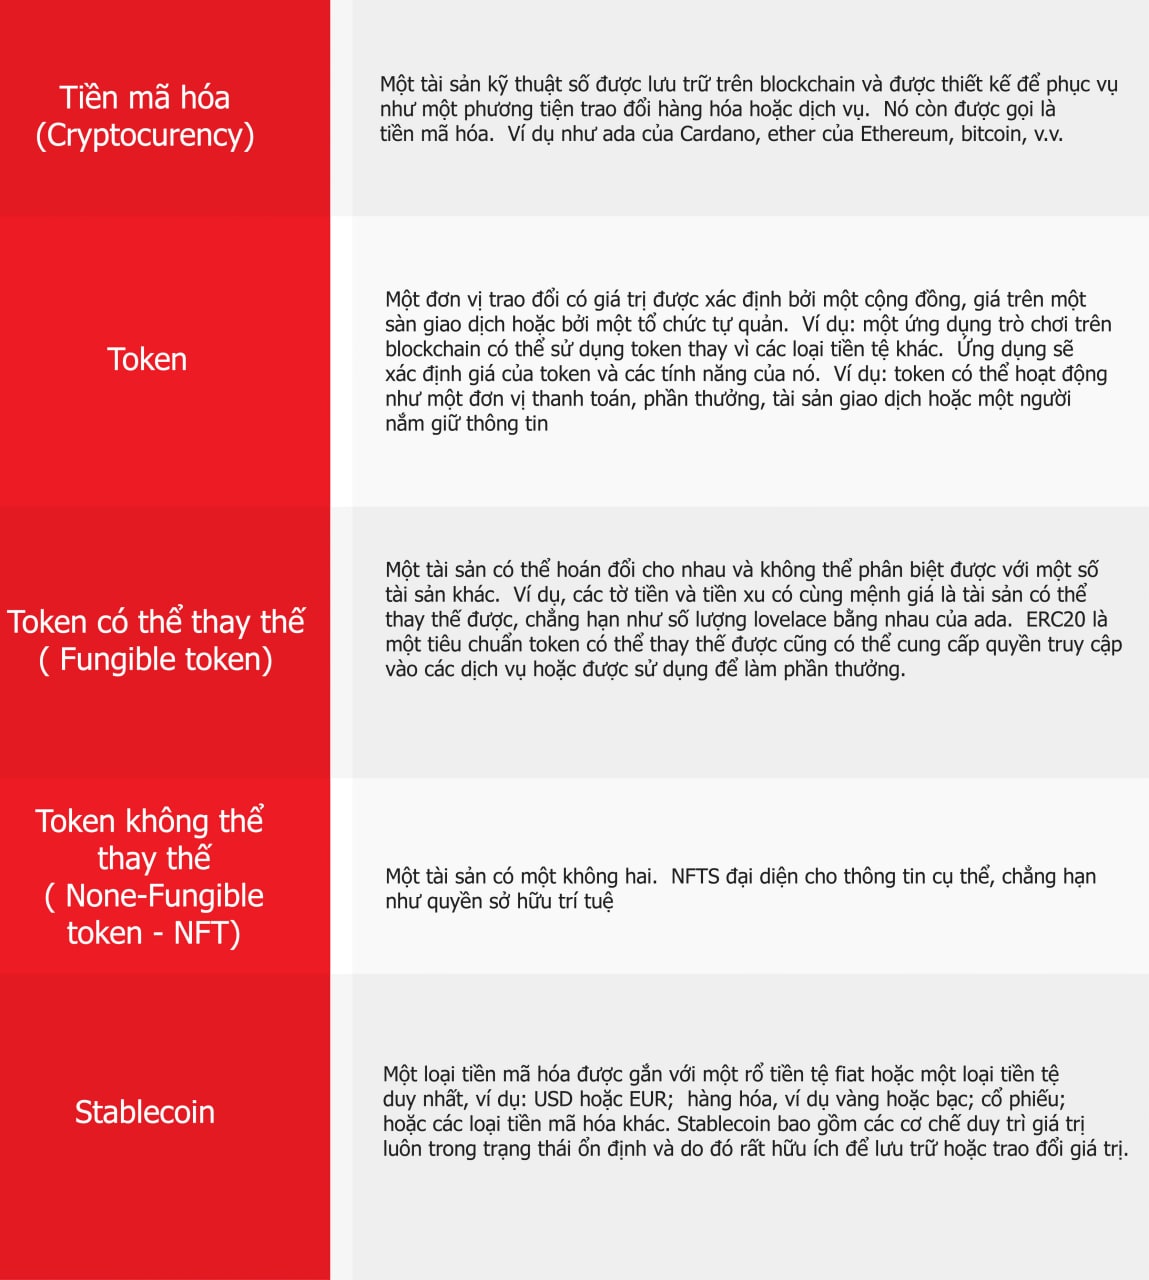 Tiền mã hóa
(Cryptocurency)
Một tài sản kỹ thuật số được lưu trữ trên blockchain và được thiết kế để phục vụ
như một phương tiện trao đổi hàng hóa hoặc dịch vụ.  Nó còn được gọi là
tiền mã hóa.  Ví dụ như ada của Cardano, ether của Ethereum, bitcoin, v.v.
Token
Một đơn vị trao đổi có giá trị được xác định bởi một cộng đồng, giá trên một
sàn giao dịch hoặc bởi một tổ chức tự quản.  Ví dụ: một ứng dụng trò chơi trên
blockchain có thể sử dụng token thay vì các loại tiền tệ khác.  Ứng dụng sẽ
xác định giá của token và các tính năng của nó.  Ví dụ: token có thể hoạt động
như một đơn vị thanh toán, phần thưởng, tài sản giao dịch hoặc một người
nắm giữ thông tin
Token có thể thay thế
( Fungible token)
Một tài sản có thể hoán đổi cho nhau và không thể phân biệt được với một số
tài sản khác.  Ví dụ, các tờ tiền và tiền xu có cùng mệnh giá là tài sản có thể
thay thế được, chẳng hạn như số lượng lovelace bằng nhau của ada.  ERC20 là
một tiêu chuẩn token có thể thay thế được cũng có thể cung cấp quyền truy cập
vào các dịch vụ hoặc được sử dụng để làm phần thưởng.
Token không thể
thay thế
( None-Fungible
token - NFT)
Một tài sản có một không hai.  NFTS đại diện cho thông tin cụ thể, chẳng hạn
như quyền sở hữu trí tuệ
Stablecoin
Một loại tiền mã hóa được gắn với một rổ tiền tệ fiat hoặc một loại tiền tệ
duy nhất, ví dụ: USD hoặc EUR;  hàng hóa, ví dụ vàng hoặc bạc; cổ phiếu;
hoặc các loại tiền mã hóa khác. Stablecoin bao gồm các cơ chế duy trì giá trị
luôn trong trạng thái ổn định và do đó rất hữu ích để lưu trữ hoặc trao đổi giá trị.